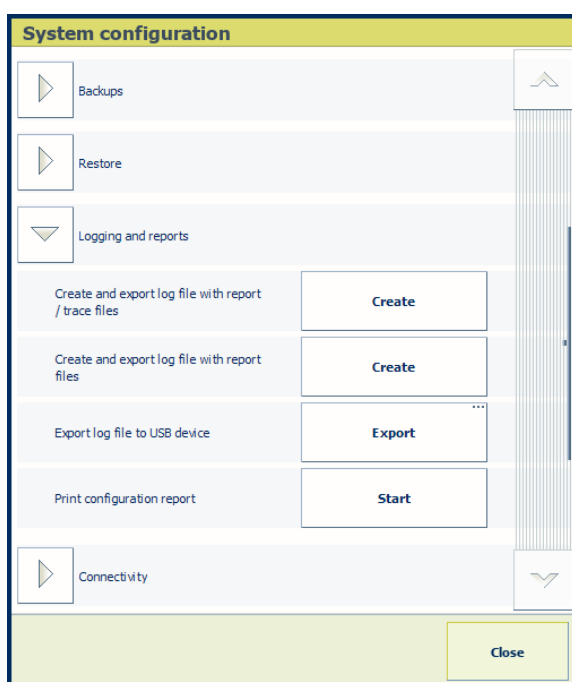 System configuration
Backups
Restore
Logging and reports
Create and export log file with report
/ trace files
Create
Create and export log file with report
files
Create
Export log file to USB device
...
Export
Print configuration report
Start
Connectivity
Close